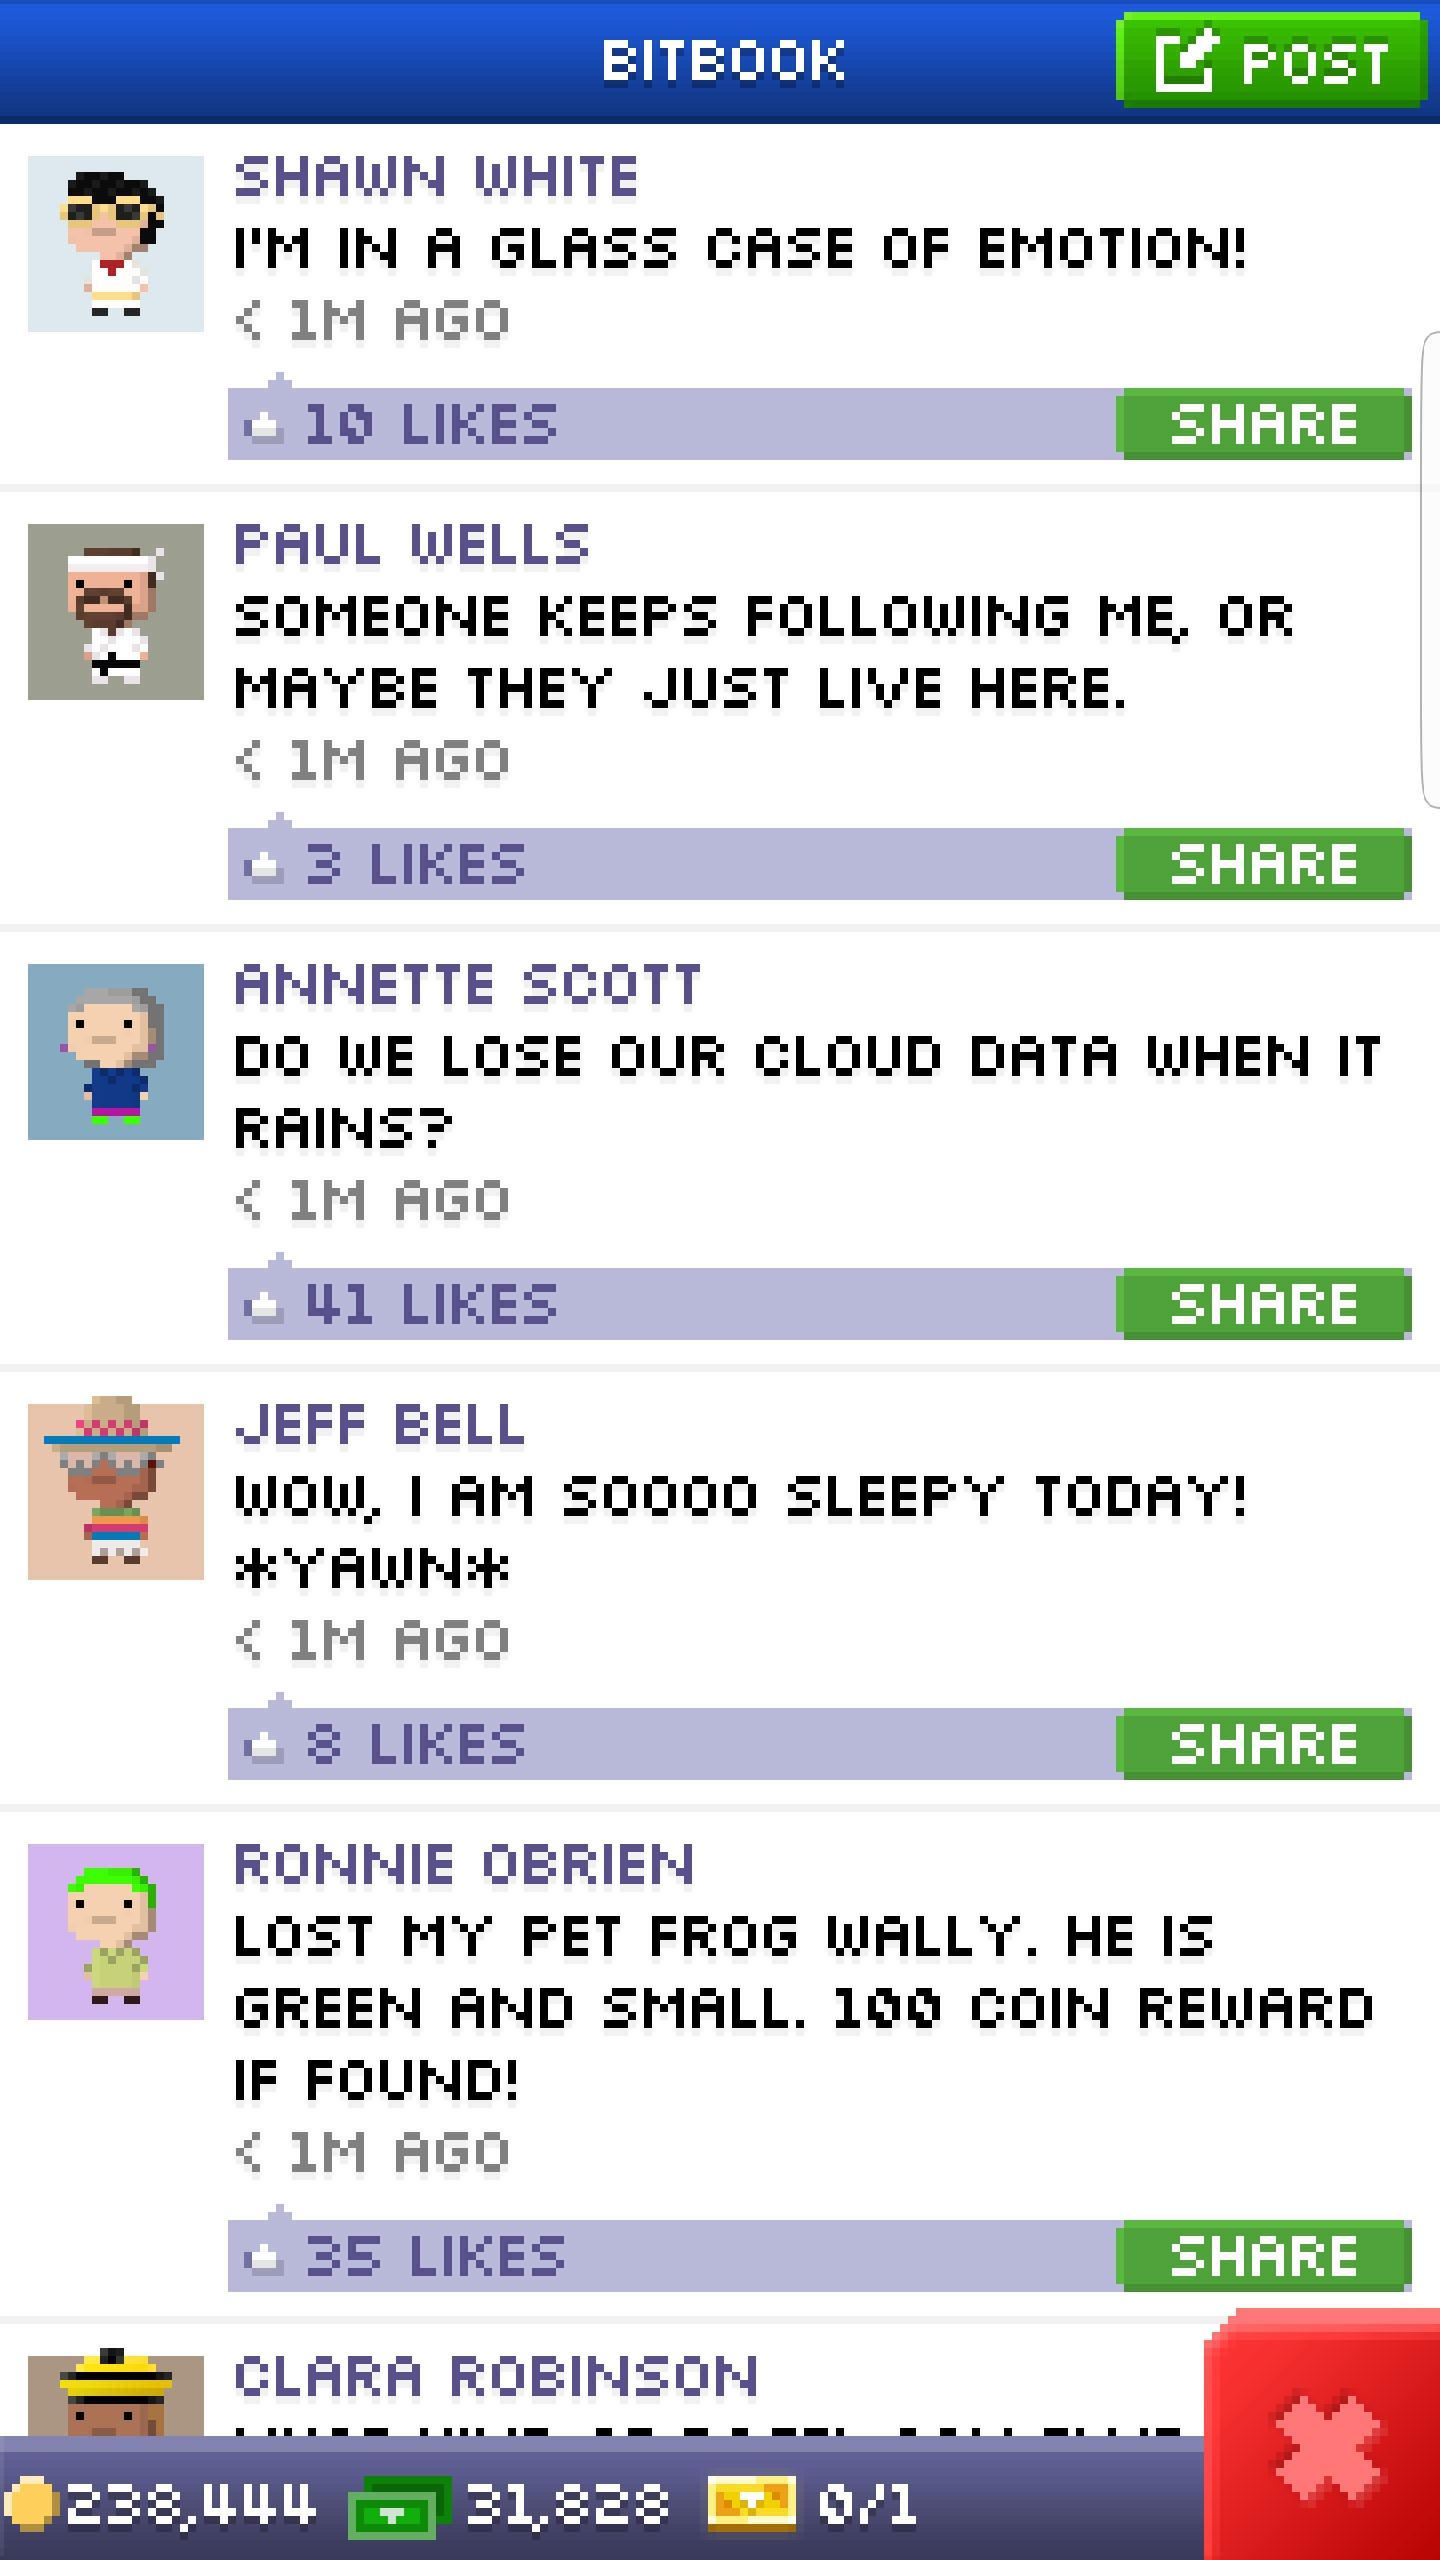 BITBOOK
POST
SHAWN WHITE
I'M IN A GLASS CASE OF EMOTION!
< 1M AGO
10 LIKES
SHARE
PAUL WELLS
SOMEONE KEEPS FOLLOWING ME, OR
MAYBE THEY JUST LIVE HERE.
< 1M AGO
3 LIKES
SHARE
ANNETTE SCOTT
DO WE LOSE OUR CLOUD DATA WHEN IT
RAINS?
< 1M AGO
41 LIKES
SHARE
JEFF BELL
WOW, I AM SOOOO SLEEPY TODAY!
*YAWN*
< 1M AGO
8 LIKES
SHARE
RONNIE OBRIEN
LOST MY PET FROG WALLY. HE IS
GREEN AND SMALL. 100 COIN REWARD
IF FOUND!
< 1M AGO
35 LIKES
SHARE
CLARA ROBINSON
238,444 31,828 0/1